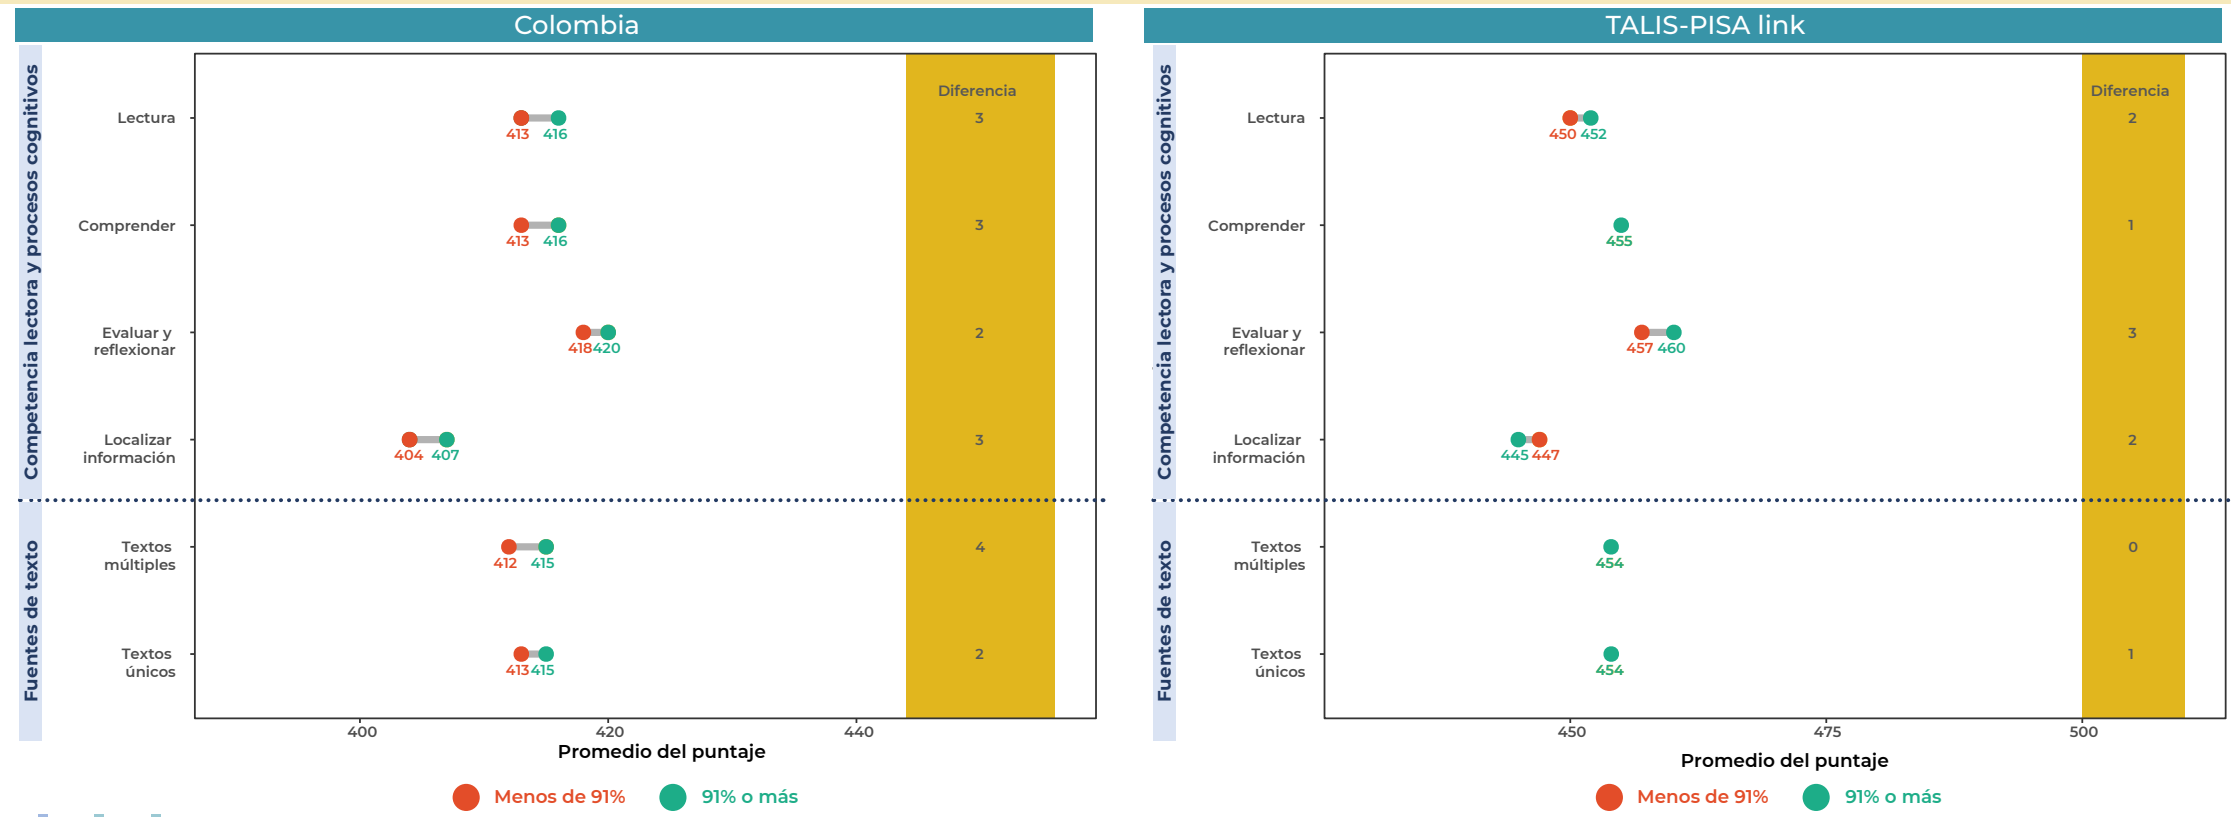 Colombia
Competencia lectora y procesos cognitivos
Fuentes de texto
Diferencia
Lectura
413 416
3
Comprender
413 416
3
Evaluar y
reflexionar
418 420
2
Localizar
información
404 407
3
Textos
múltiples
412 415
4
Textos
únicos
413 415
2
400 420 440
Promedio del puntaje
Menos de 91% 91% o más
TALIS-PISA link
Competencia lectora y procesos cognitivos
Fuentes de texto
Diferencia
Lectura
450 452
2
Comprender
455
1
Evaluar y
reflexionar
457 460
3
Localizar
información
445 447
2
Textos
múltiples
454
0
Textos
únicos
454
1
450 475 500
Promedio del puntaje
Menos de 91% 91% o más